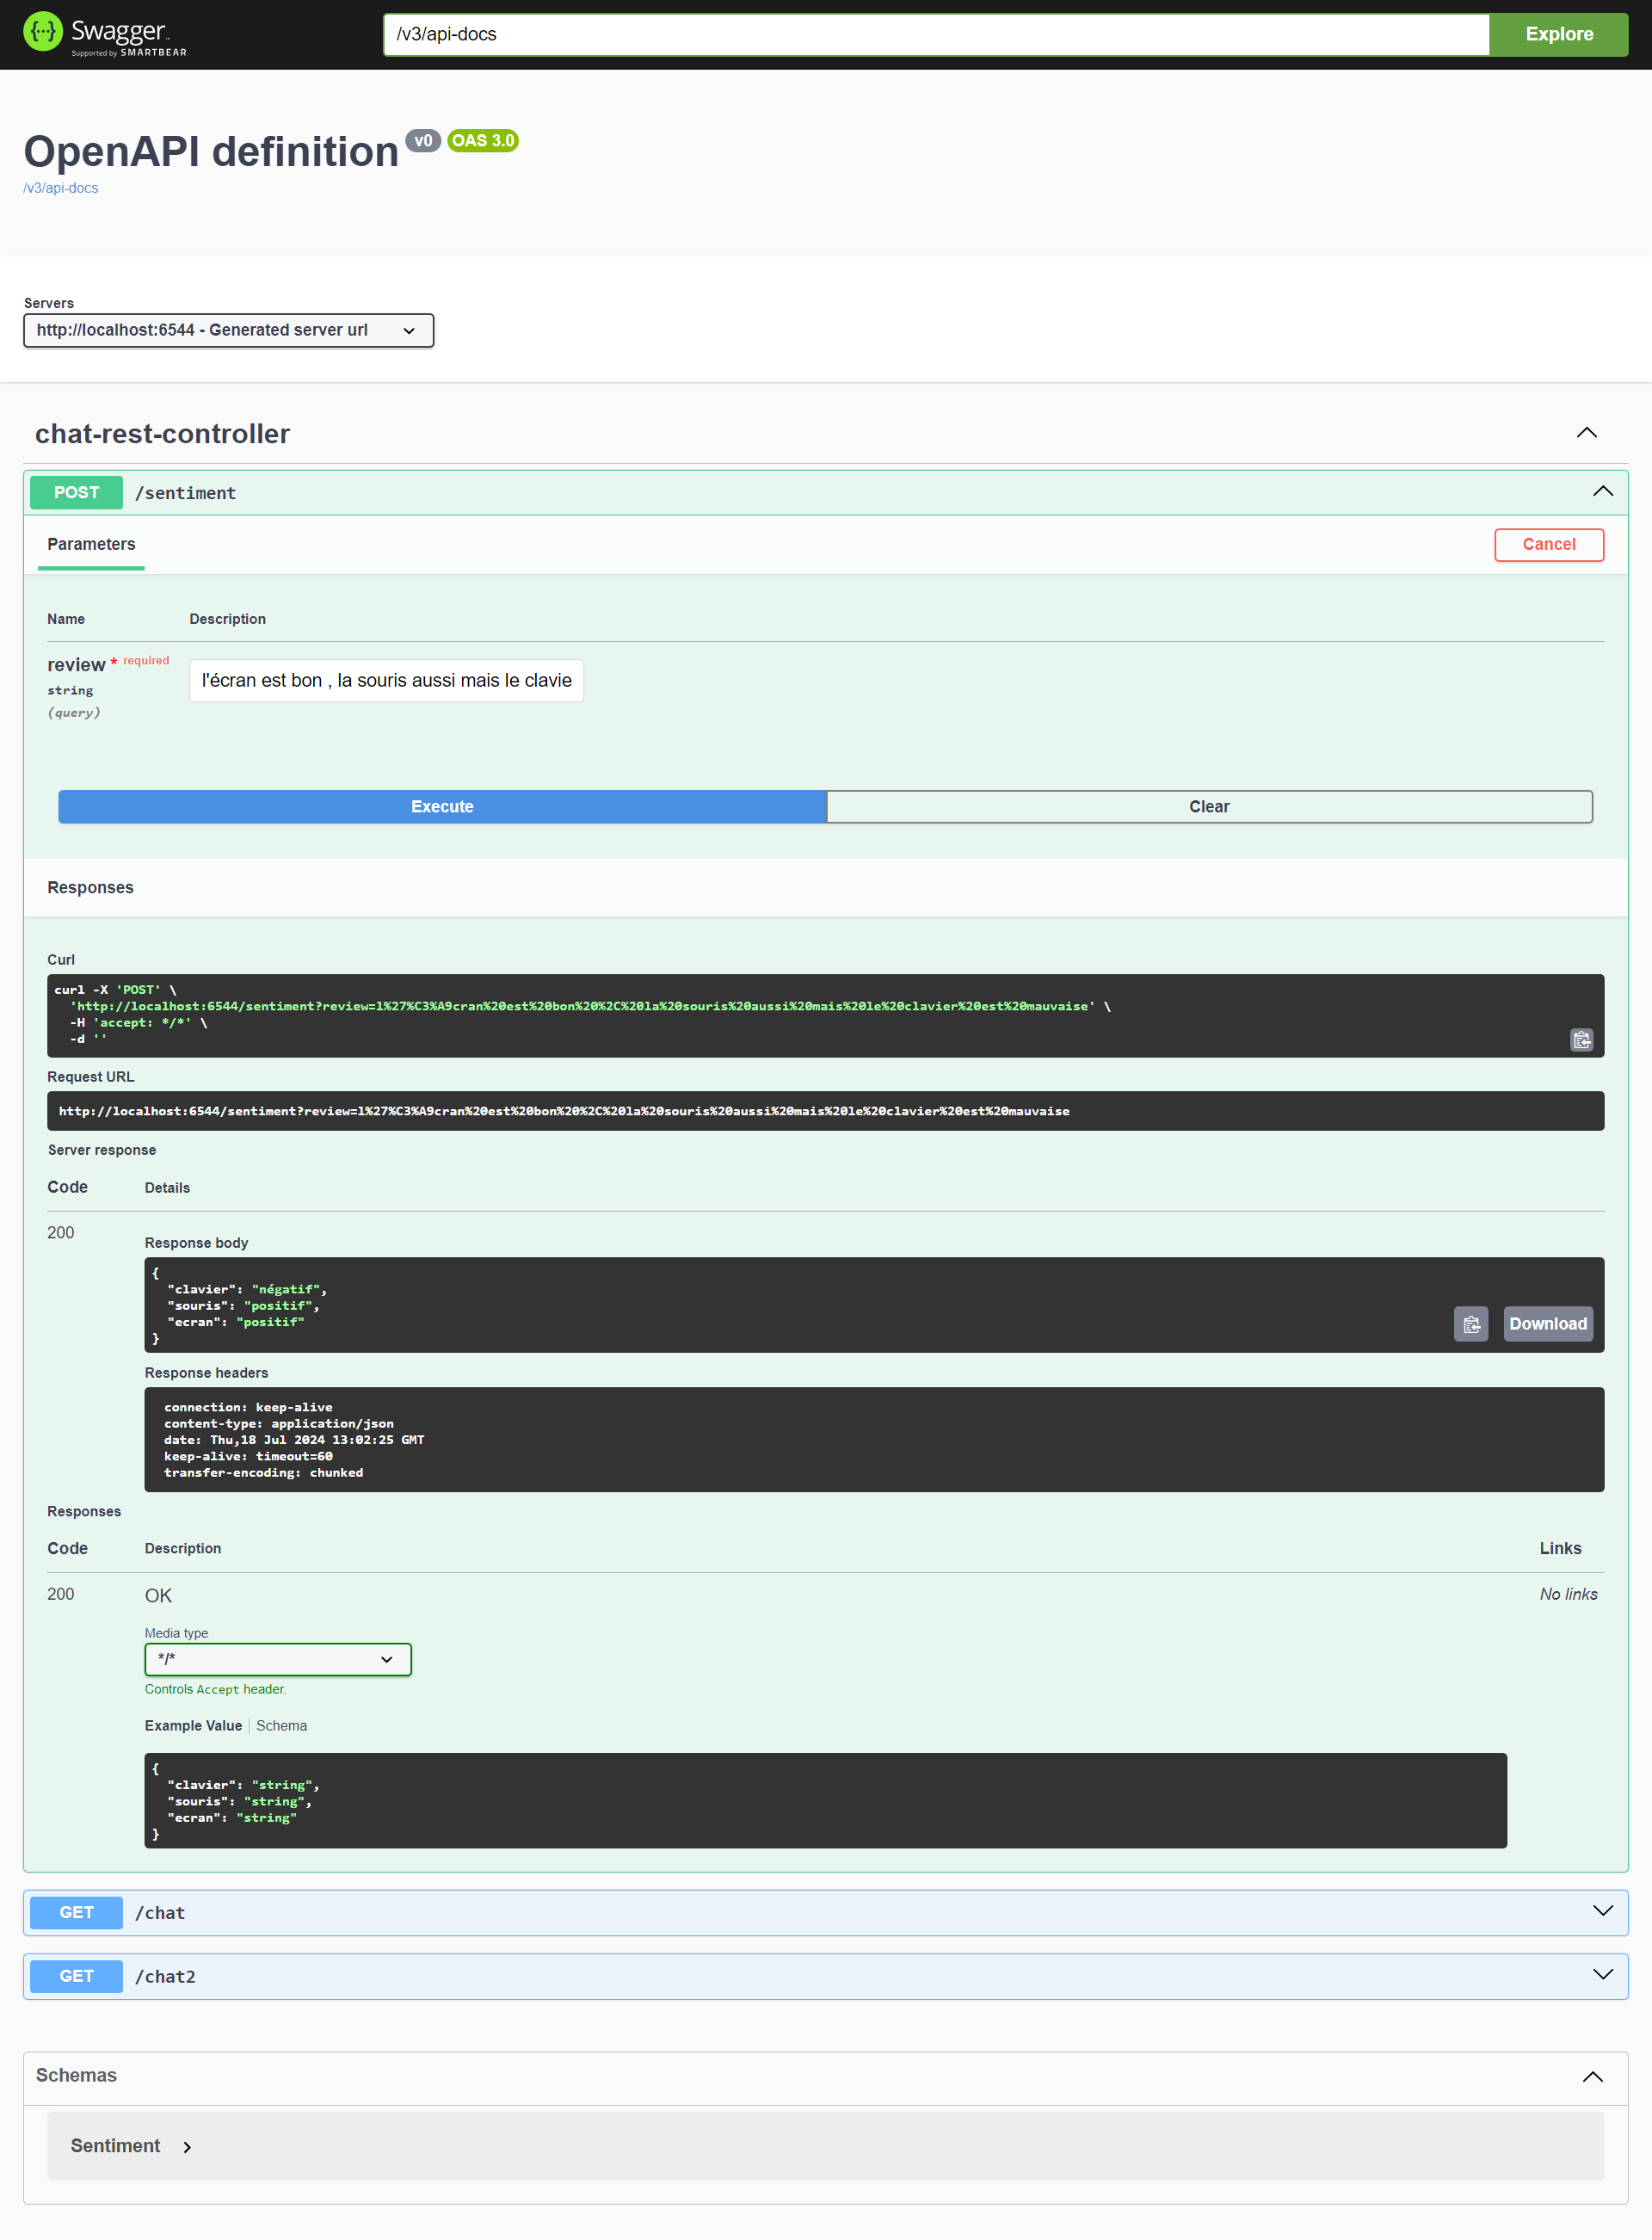 {···} Swagger™
Supported by SMARTBEAR
/v3/api-docs
Explore
OpenAPI definition v0 OAS 3.0
/v3/api-docs
Servers
http://localhost:6544 - Generated server url
chat-rest-controller
POST /sentiment
Parameters
Cancel
Name Description
review * required
string
(query)
l'écran est bon , la souris aussi mais le clavie
Execute Clear
Responses
Curl
curl -X 'POST' \
'http://localhost:6544/sentiment?review=l%27%C3%A9cran%20est%20bon%20%2C%20la%20souris%20aussi%20mais%20le%20clavier%20est%20mauvaise' \
-H 'accept: */*' \
-d ''
Request URL
http://localhost:6544/sentiment?review=l%27%C3%A9cran%20est%20bon%20%2C%20la%20souris%20aussi%20mais%20le%20clavier%20est%20mauvaise
Server response
Code Details
200
Response body
{
"clavier": "négatif",
"souris": "positif",
"ecran": "positif"
}
Download
Response headers
connection: keep-alive
content-type: application/json
date: Thu,18 Jul 2024 13:02:25 GMT
keep-alive: timeout=60
transfer-encoding: chunked
Responses
Code Description Links
200 OK No links
Media type
*/*
Controls Accept header.
Example Value Schema
{
"clavier": "string",
"souris": "string",
"ecran": "string"
}
GET /chat
GET /chat2
Schemas
Sentiment